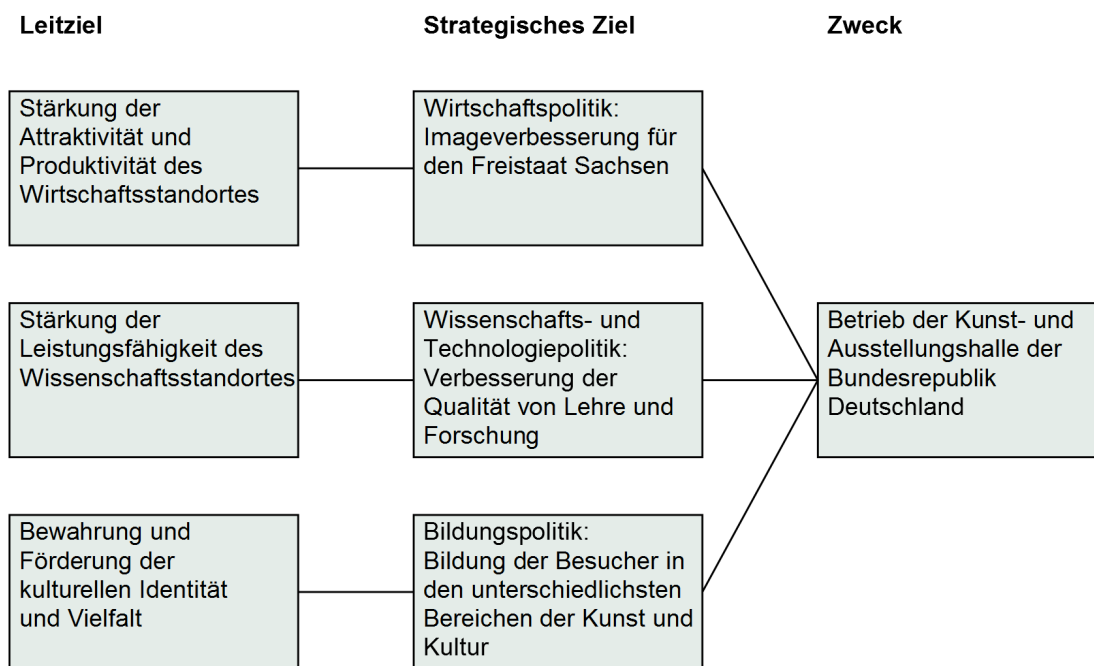 Leitziel
Strategisches Ziel
Zweck
Stärkung der
Attraktivität und
Produktivität des
Wirtschaftsstandortes
Wirtschaftspolitik:
Imageverbesserung für
den Freistaat Sachsen
Stärkung der
Leistungsfähigkeit des
Wissenschaftsstandortes
Wissenschafts- und
Technologiepolitik:
Verbesserung der
Qualität von Lehre und
Forschung
Betrieb der Kunst- und
Ausstellungshalle der
Bundesrepublik
Deutschland
Bewahrung und
Förderung der
kulturellen Identität
und Vielfalt
Bildungspolitik:
Bildung der Besucher in
den unterschiedlichsten
Bereichen der Kunst und
Kultur